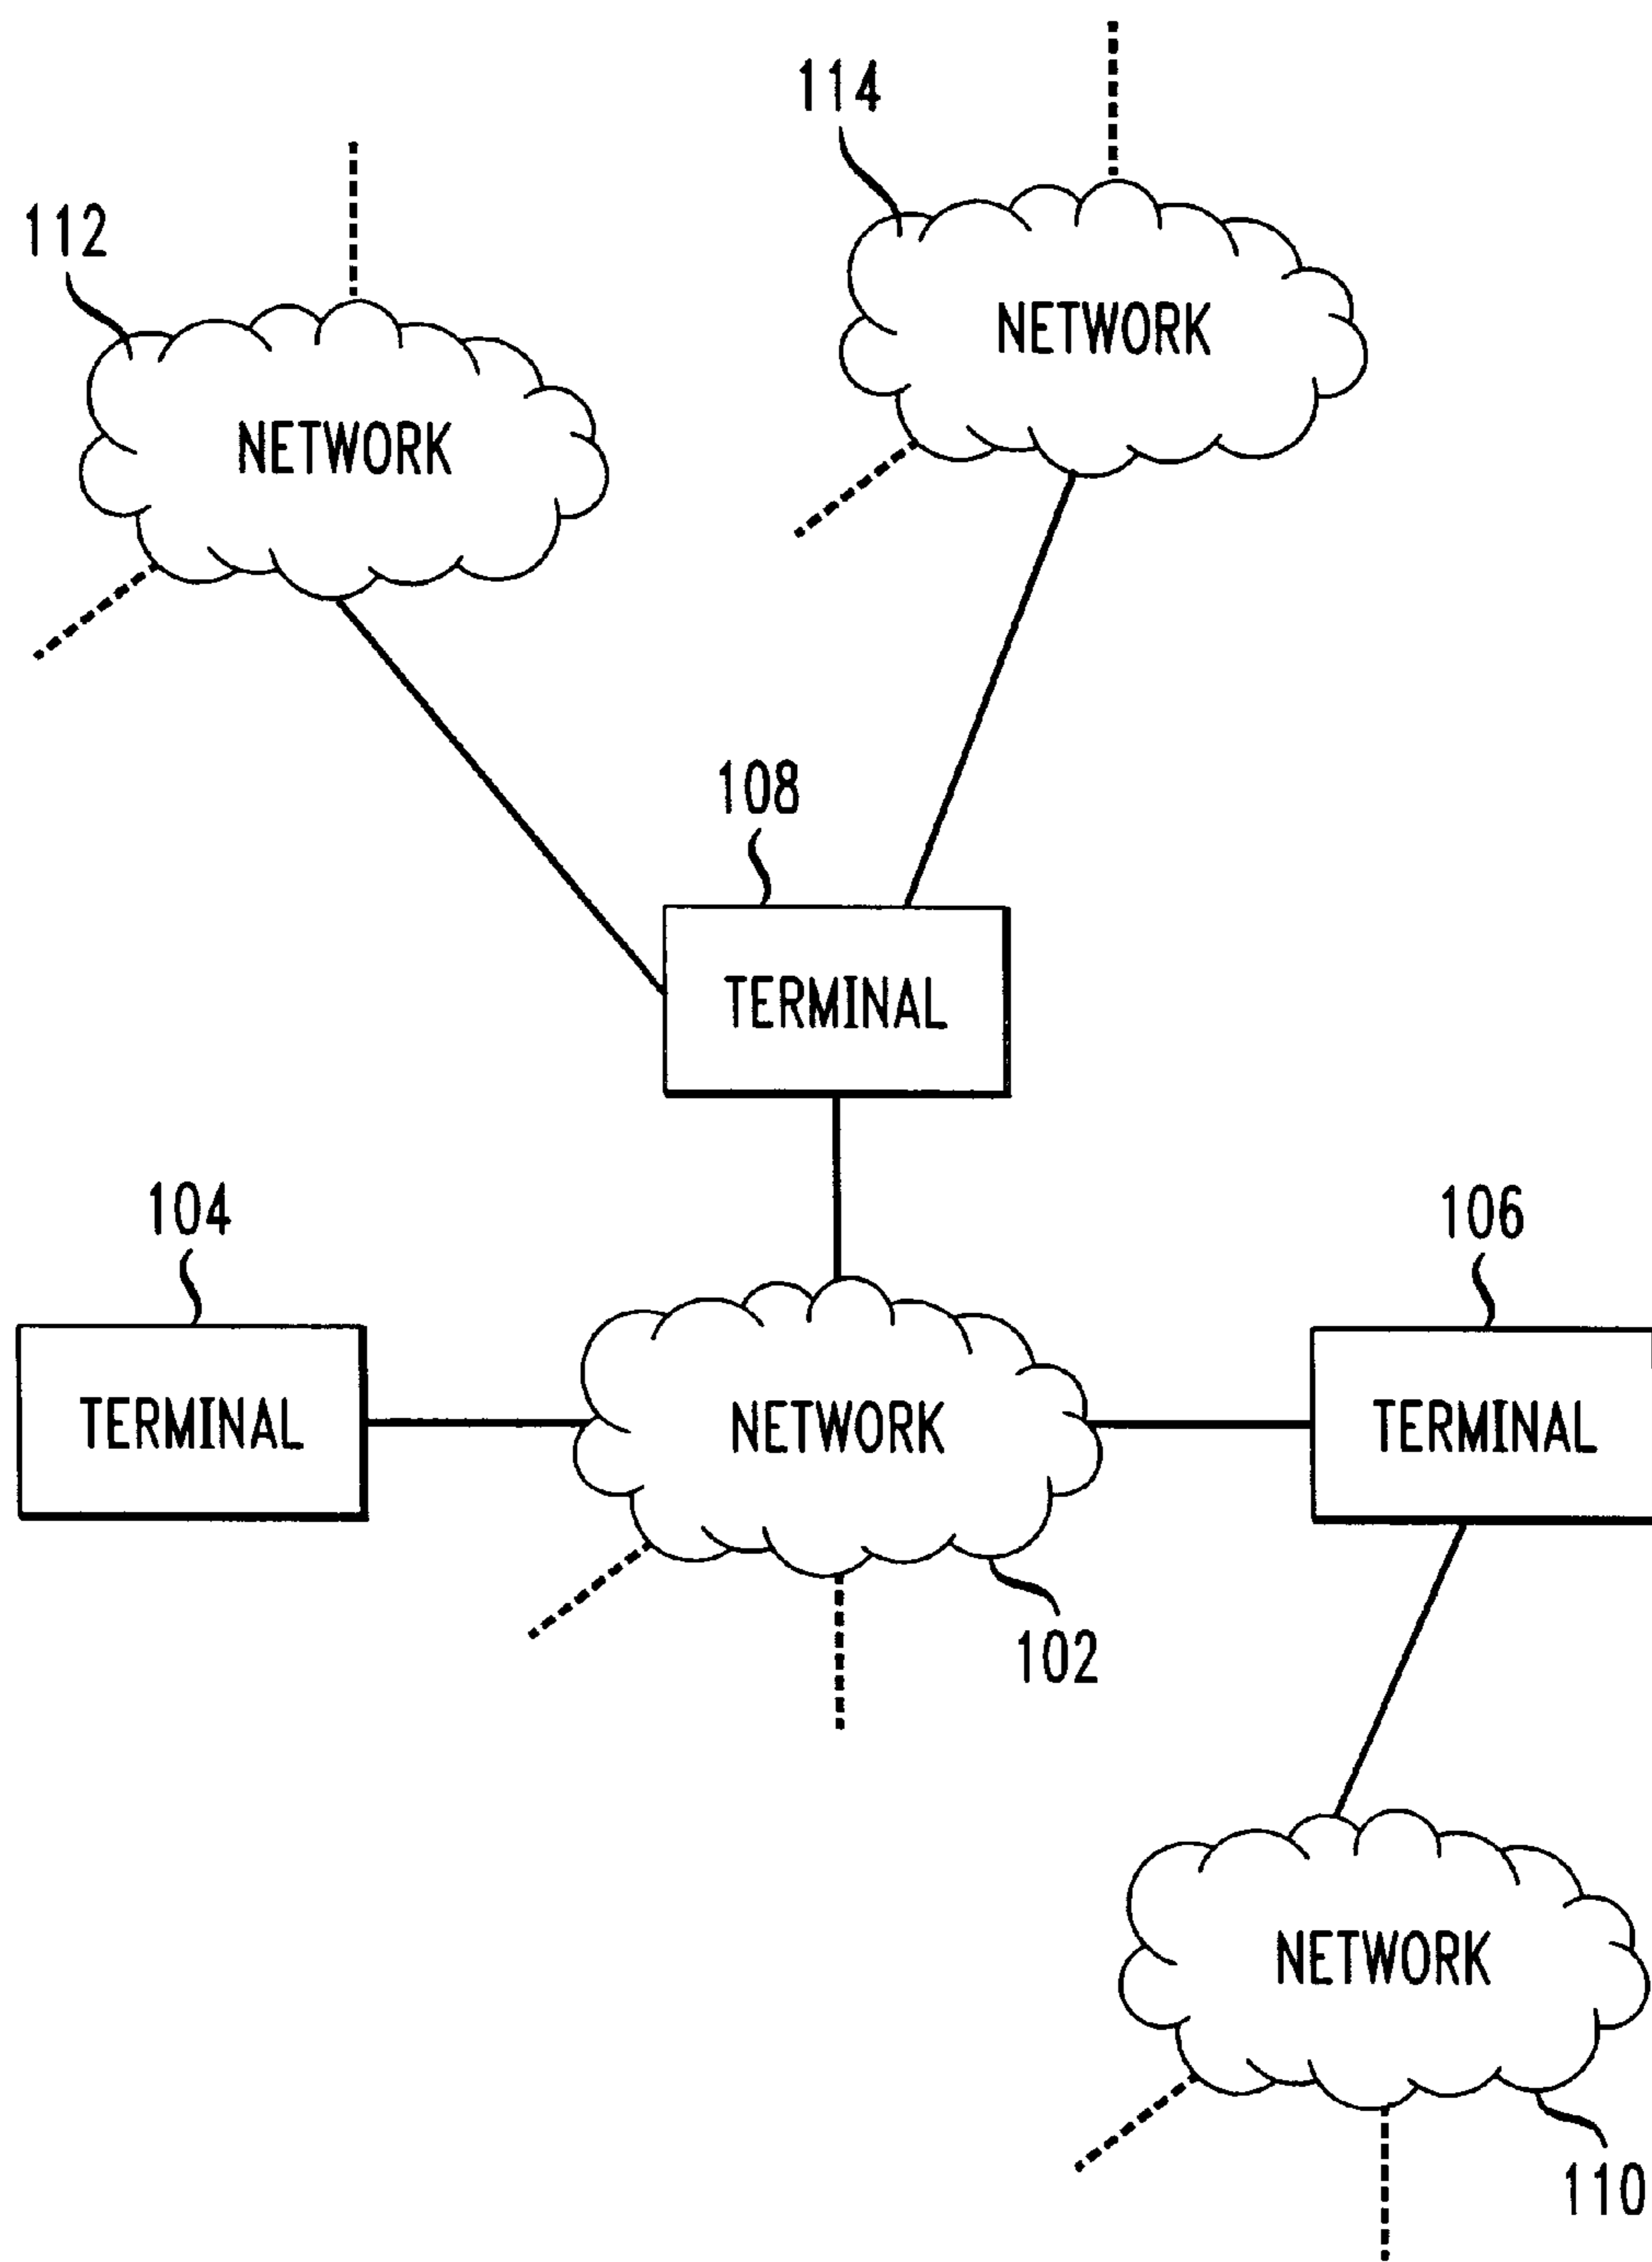 114
112
NETWORK
NETWORK
108
TERMINAL
104
106
TERMINAL
NETWORK
TERMINAL
102
NETWORK
110